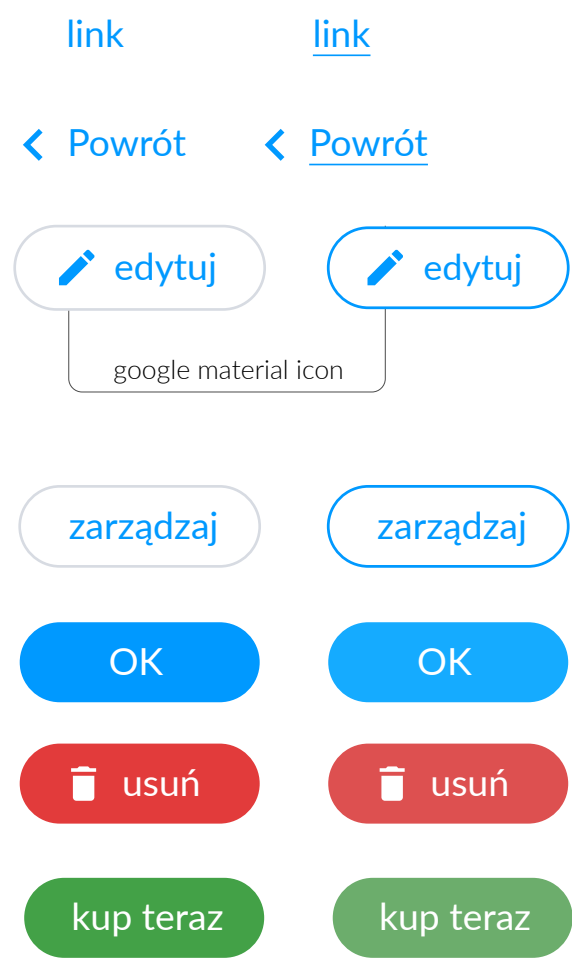 link link
Powrót Powrót
edytuj edytuj
google material icon
zarządzaj zarządzaj
OK OK
usuń usuń
kup teraz kup teraz